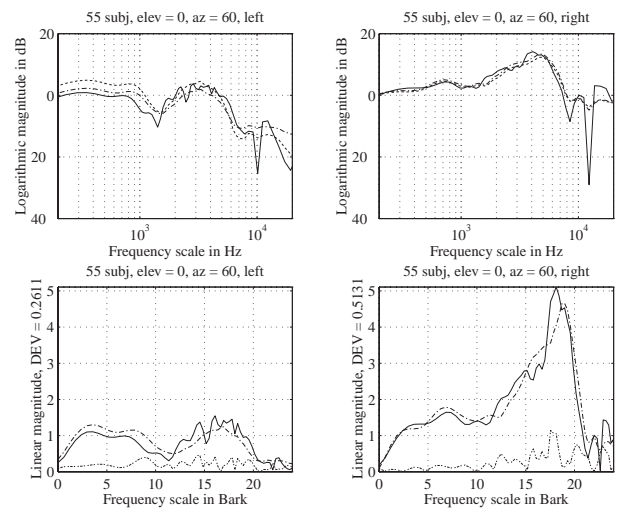 55 subj, elev = 0, az = 60, left
Logarithmic magnitude in dB
20
0
20
40
10^3
10^4
Frequency scale in Hz
55 subj, elev = 0, az = 60, right
Logarithmic magnitude in dB
20
0
20
40
10^3
10^4
Frequency scale in Hz
55 subj, elev = 0, az = 60, left
Linear magnitude, DEV = 0.2611
5
4
3
2
1
0
0 5 10 15 20
Frequency scale in Bark
55 subj, elev = 0, az = 60, right
Linear magnitude, DEV = 0.5131
5
4
3
2
1
0
0 5 10 15 20
Frequency scale in Bark